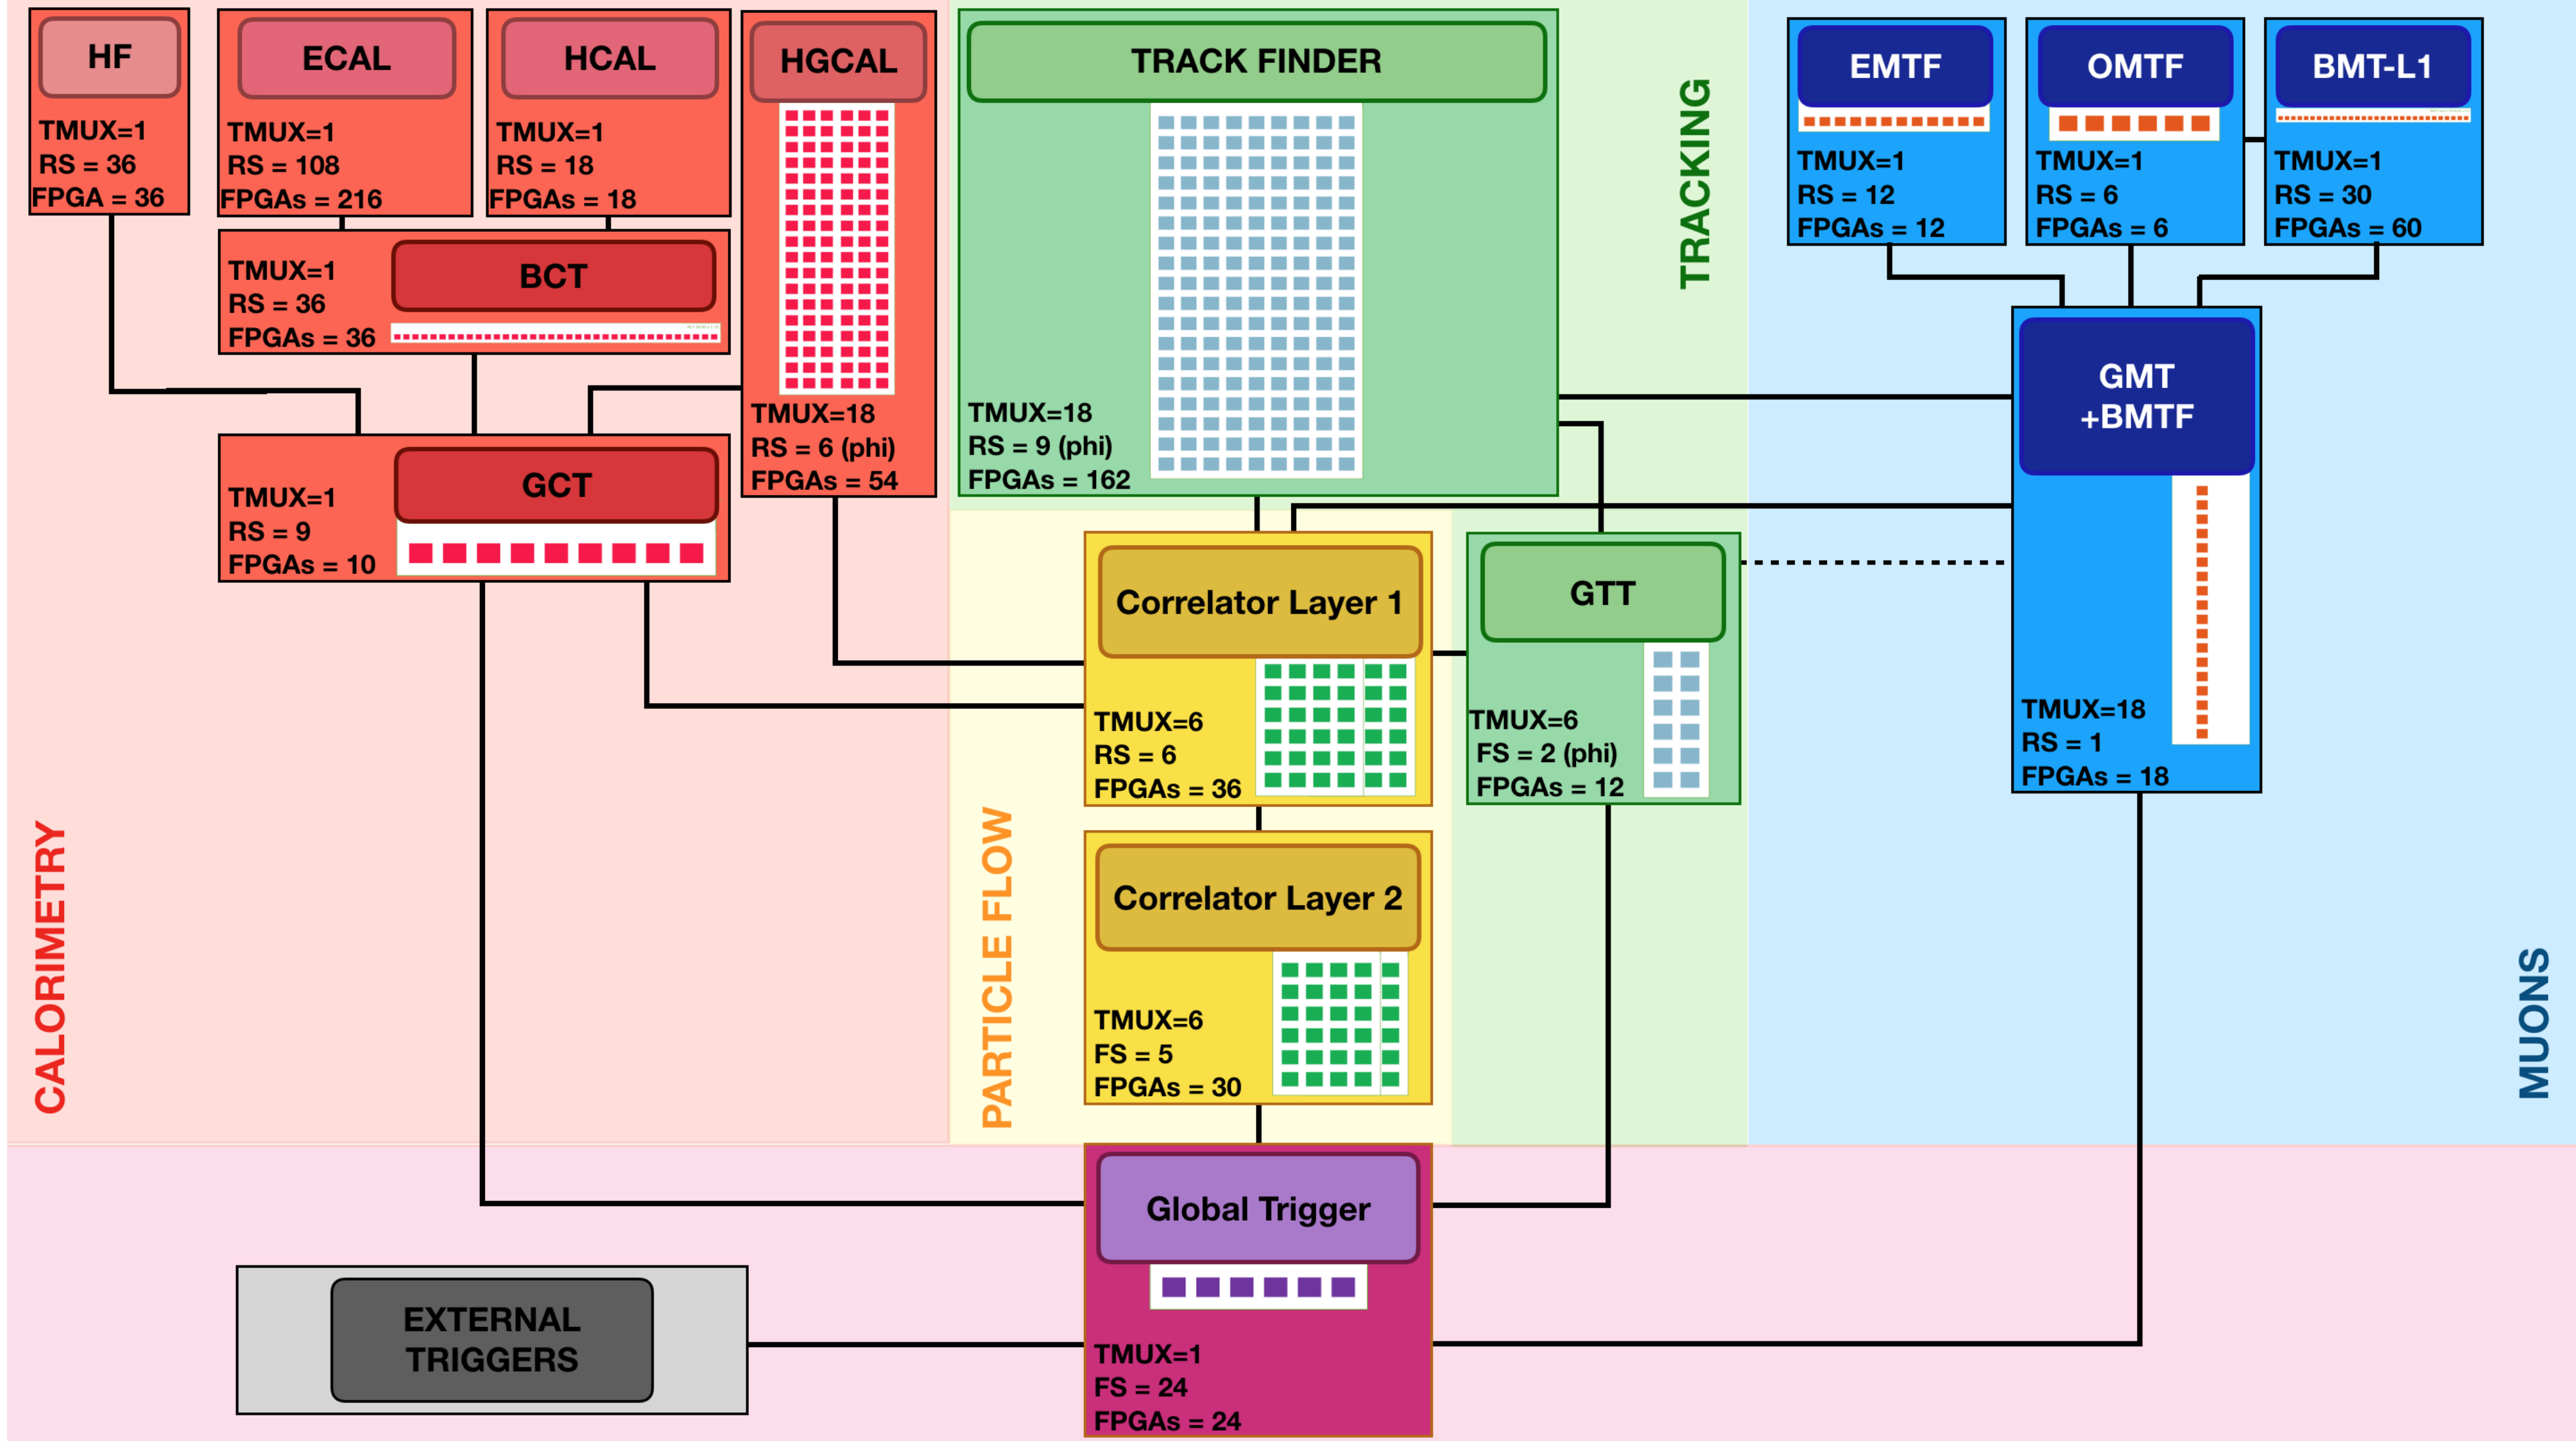 HF
TMUX=1
RS = 36
FPGA = 36
ECAL
TMUX=1
RS = 108
FPGAs = 216
HCAL
TMUX=1
RS = 18
FPGAs = 18
BCT
TMUX=1
RS = 36
FPGAs = 36
HGCAL
TMUX=18
RS = 6 (phi)
FPGAs = 54
GCT
TMUX=1
RS = 9
FPGAs = 10
CALORIMETRY
TRACK FINDER
TMUX=18
RS = 9 (phi)
FPGAs = 162
TRACKING
Correlator Layer 1
TMUX=6
RS = 6
FPGAs = 36
GTT
TMUX=6
FS = 2 (phi)
FPGAs = 12
Correlator Layer 2
TMUX=6
FS = 5
FPGAs = 30
PARTICLE FLOW
EMTF
TMUX=1
RS = 12
FPGAs = 12
OMTF
TMUX=1
RS = 6
FPGAs = 6
BMT-L1
TMUX=1
RS = 30
FPGAs = 60
GMT
+BMTF
TMUX=18
RS = 1
FPGAs = 18
MUONS
Global Trigger
TMUX=1
FS = 24
FPGAs = 24
EXTERNAL
TRIGGERS